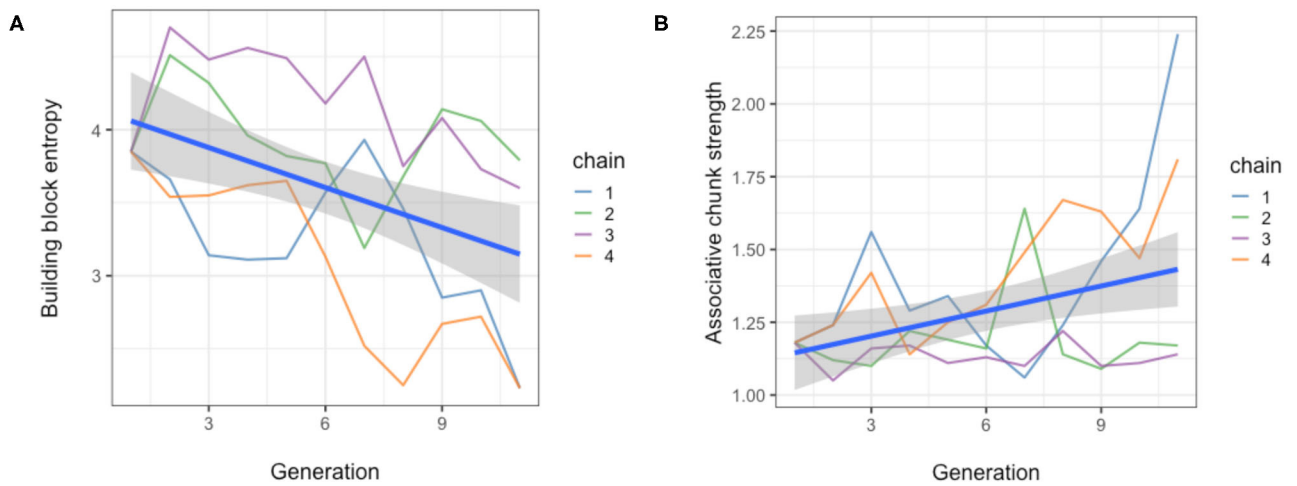 A
Building block entropy
4
3
3
6
9
Generation
chain
1
2
3
4
B
Associative chunk strength
2.25
2.00
1.75
1.50
1.25
1.00
3
6
9
Generation
chain
1
2
3
4